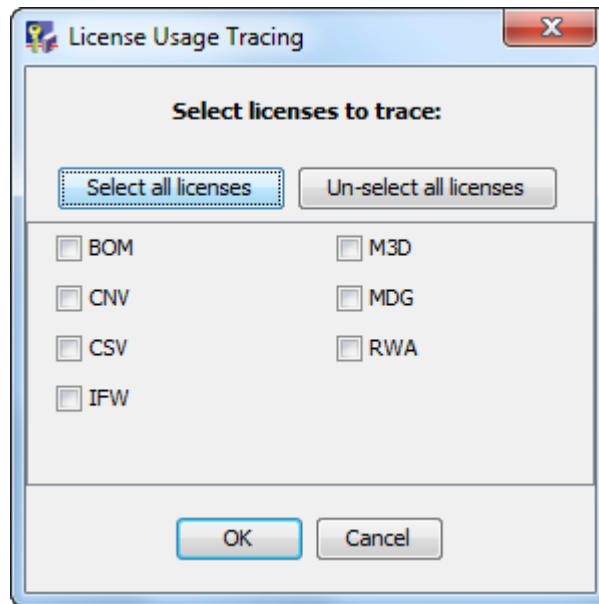 License Usage Tracing
Select licenses to trace:
Select all licenses Un-select all licenses
BOM M3D
CNV MDG
CSV RWA
IFW
OK Cancel